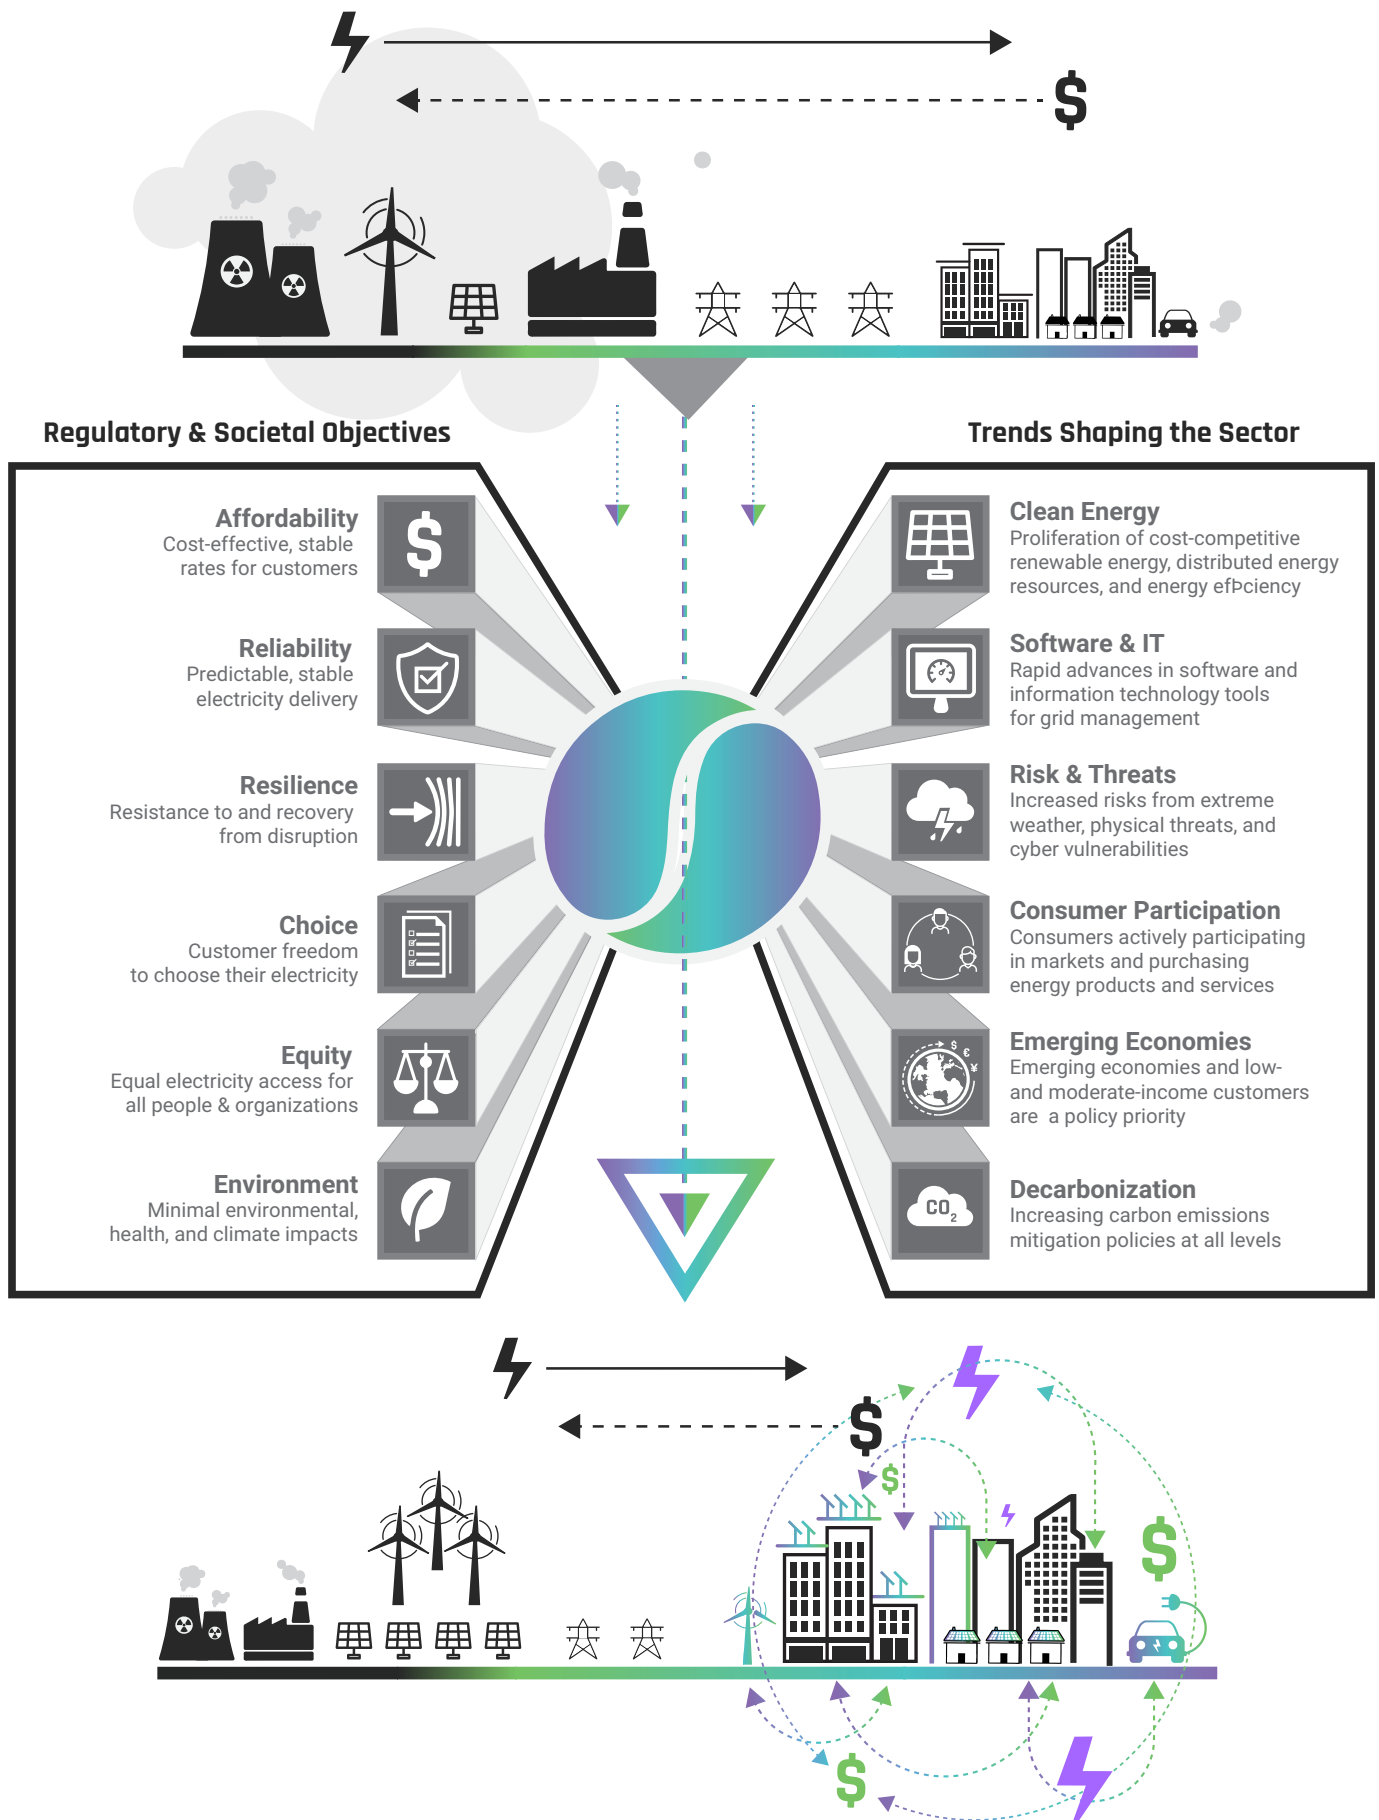 $
Regulatory & Societal Objectives
Affordability
Cost-effective, stable
rates for customers
$
Reliability
Predictable, stable
electricity delivery
Resilience
Resistance to and recovery
from disruption
Choice
Customer freedom
to choose their electricity
Equity
Equal electricity access for
all people & organizations
Environment
Minimal environmental,
health, and climate impacts
Trends Shaping the Sector
Clean Energy
Proliferation of cost-competitive
renewable energy, distributed energy
resources, and energy efÞciency
Software & IT
Rapid advances in software and
information technology tools
for grid management
Risk & Threats
Increased risks from extreme
weather, physical threats, and
cyber vulnerabilities
Consumer Participation
Consumers actively participating
in markets and purchasing
energy products and services
$ € ¥
Emerging Economies
Emerging economies and low-
and moderate-income customers
are a policy priority
CO2
Decarbonization
Increasing carbon emissions
mitigation policies at all levels
$
$
$
$